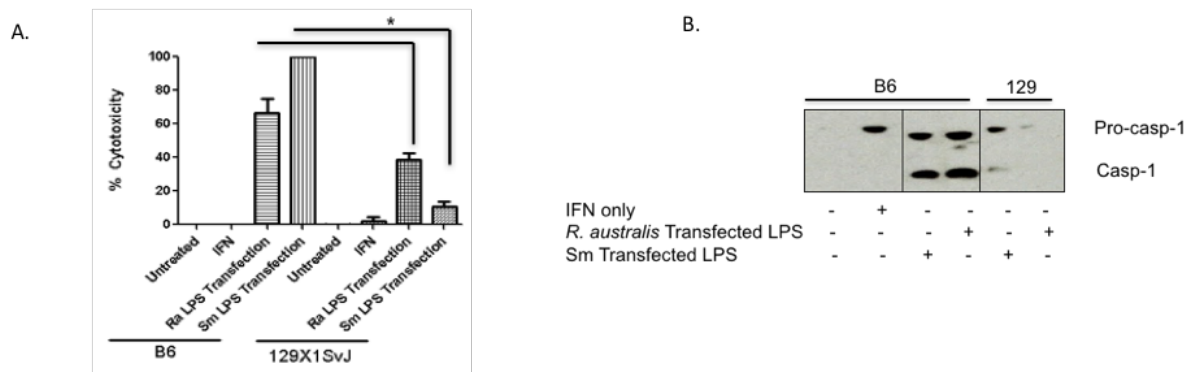 A.
*
% Cytotoxicity
100
80
60
40
20
0
Untreated
IFN
Ra LPS Transfection
Sm LPS Transfection
Untreated
IFN
Ra LPS Transfection
Sm LPS Transfection
B6
129X1SvJ
B.
B6 129
Pro-casp-1
Casp-1
IFN only - + - - - -
R. australis Transfected LPS - - - + - +
Sm Transfected LPS - - + - + -